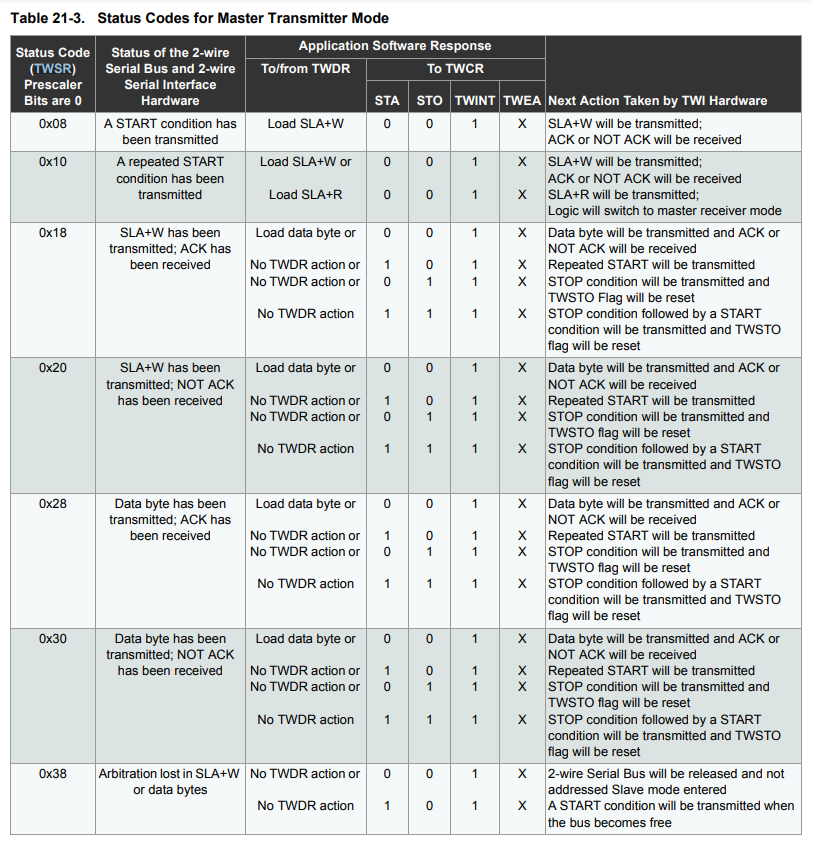 Table 21-3. Status Codes for Master Transmitter Mode
Status Code
(TWSR)
Prescaler
Bits are 0
Status of the 2-wire
Serial Bus and 2-wire
Serial Interface
Hardware
Application Software Response
To/from TWDR
To TWCR
STA STO TWINT TWEA
Next Action Taken by TWI Hardware
0x08
A START condition has
been transmitted
Load SLA+W 0 0 1 X
SLA+W will be transmitted;
ACK or NOT ACK will be received
0x10
A repeated START
condition has been
transmitted
Load SLA+W or 0 0 1 X
SLA+W will be transmitted;
ACK or NOT ACK will be received
Load SLA+R 0 0 1 X
SLA+R will be transmitted;
Logic will switch to master receiver mode
0x18
SLA+W has been
transmitted; ACK has
been received
Load data byte or 0 0 1 X
Data byte will be transmitted and ACK or
NOT ACK will be received
No TWDR action or 1 0 1 X
Repeated START will be transmitted
No TWDR action or 0 1 1 X
STOP condition will be transmitted and
TWSTO Flag will be reset
No TWDR action 1 1 1 X
STOP condition followed by a START
condition will be transmitted and TWSTO
flag will be reset
0x20
SLA+W has been
transmitted; NOT ACK
has been received
Load data byte or 0 0 1 X
Data byte will be transmitted and ACK or
NOT ACK will be received
No TWDR action or 1 0 1 X
Repeated START will be transmitted
No TWDR action or 0 1 1 X
STOP condition will be transmitted and
TWSTO flag will be reset
No TWDR action 1 1 1 X
STOP condition followed by a START
condition will be transmitted and TWSTO
flag will be reset
0x28
Data byte has been
transmitted; ACK has
been received
Load data byte or 0 0 1 X
Data byte will be transmitted and ACK or
NOT ACK will be received
No TWDR action or 1 0 1 X
Repeated START will be transmitted
No TWDR action or 0 1 1 X
STOP condition will be transmitted and
TWSTO flag will be reset
No TWDR action 1 1 1 X
STOP condition followed by a START
condition will be transmitted and TWSTO
flag will be reset
0x30
Data byte has been
transmitted; NOT ACK
has been received
Load data byte or 0 0 1 X
Data byte will be transmitted and ACK or
NOT ACK will be received
No TWDR action or 1 0 1 X
Repeated START will be transmitted
No TWDR action or 0 1 1 X
STOP condition will be transmitted and
TWSTO flag will be reset
No TWDR action 1 1 1 X
STOP condition followed by a START
condition will be transmitted and TWSTO
flag will be reset
0x38
Arbitration lost in SLA+W
or data bytes
No TWDR action or 0 0 1 X
2-wire Serial Bus will be released and not
addressed Slave mode entered
No TWDR action 1 0 1 X
A START condition will be transmitted when
the bus becomes free